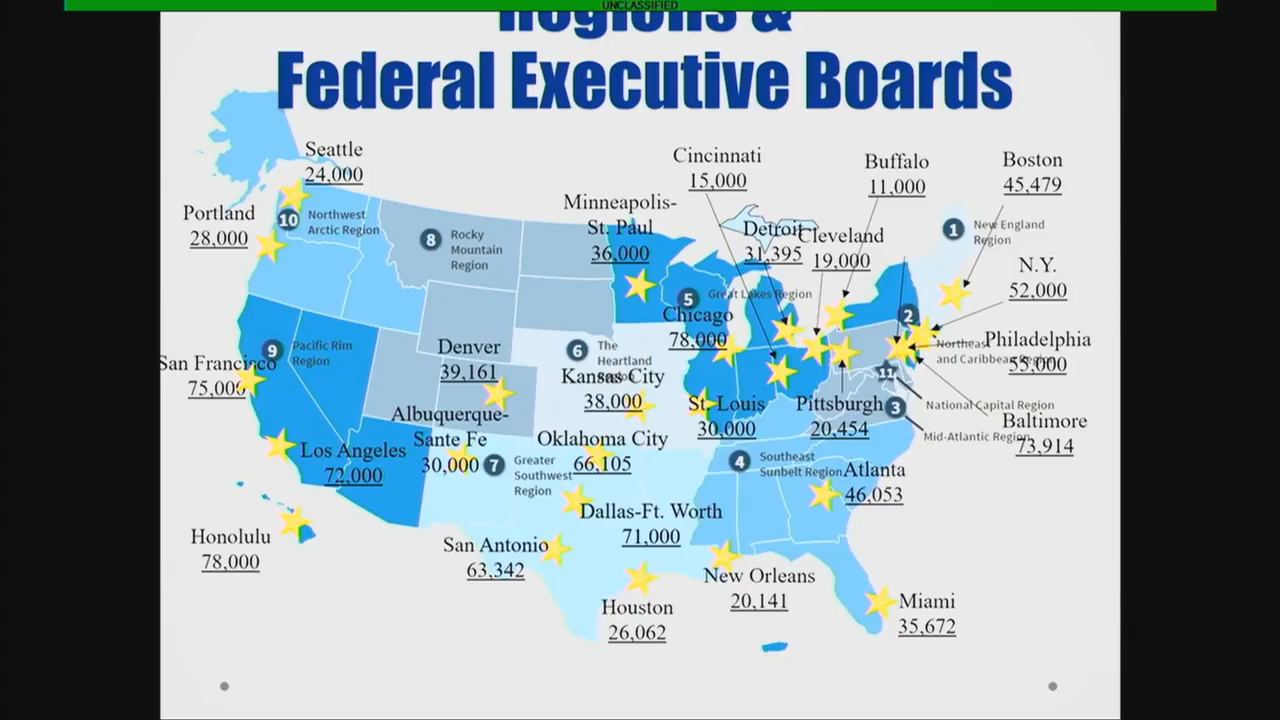 UNCLASSIFIED
Regions &
Federal Executive Boards
Seattle
24,000
Portland
28,000
10
Northwest
Arctic Region
8
Rocky
Mountain
Region
Minneapolis-
St. Paul
36,000
Cincinnati
15,000
Detroit
31,395
Buffalo
11,000
Cleveland
19,000
Boston
45,479
1
New England
Region
N.Y.
52,000
5
Great Lakes Region
Chicago
78,000
2
Northeast
and Caribbean Region
Philadelphia
55,000
9
Pacific Rim
Region
San Francisco
75,000
Denver
39,161
6
The
Heartland
Kansas City
38,000
11
National Capital Region
3
Mid-Atlantic Region
Baltimore
73,914
St. Louis
30,000
Pittsburgh
20,454
Albuquerque-
Sante Fe
30,000
Oklahoma City
66,105
Los Angeles
72,000
7
Greater
Southwest
Region
4
Southeast
Sunbelt Region
Atlanta
46,053
Dallas-Ft. Worth
71,000
Honolulu
78,000
San Antonio
63,342
Houston
26,062
New Orleans
20,141
Miami
35,672